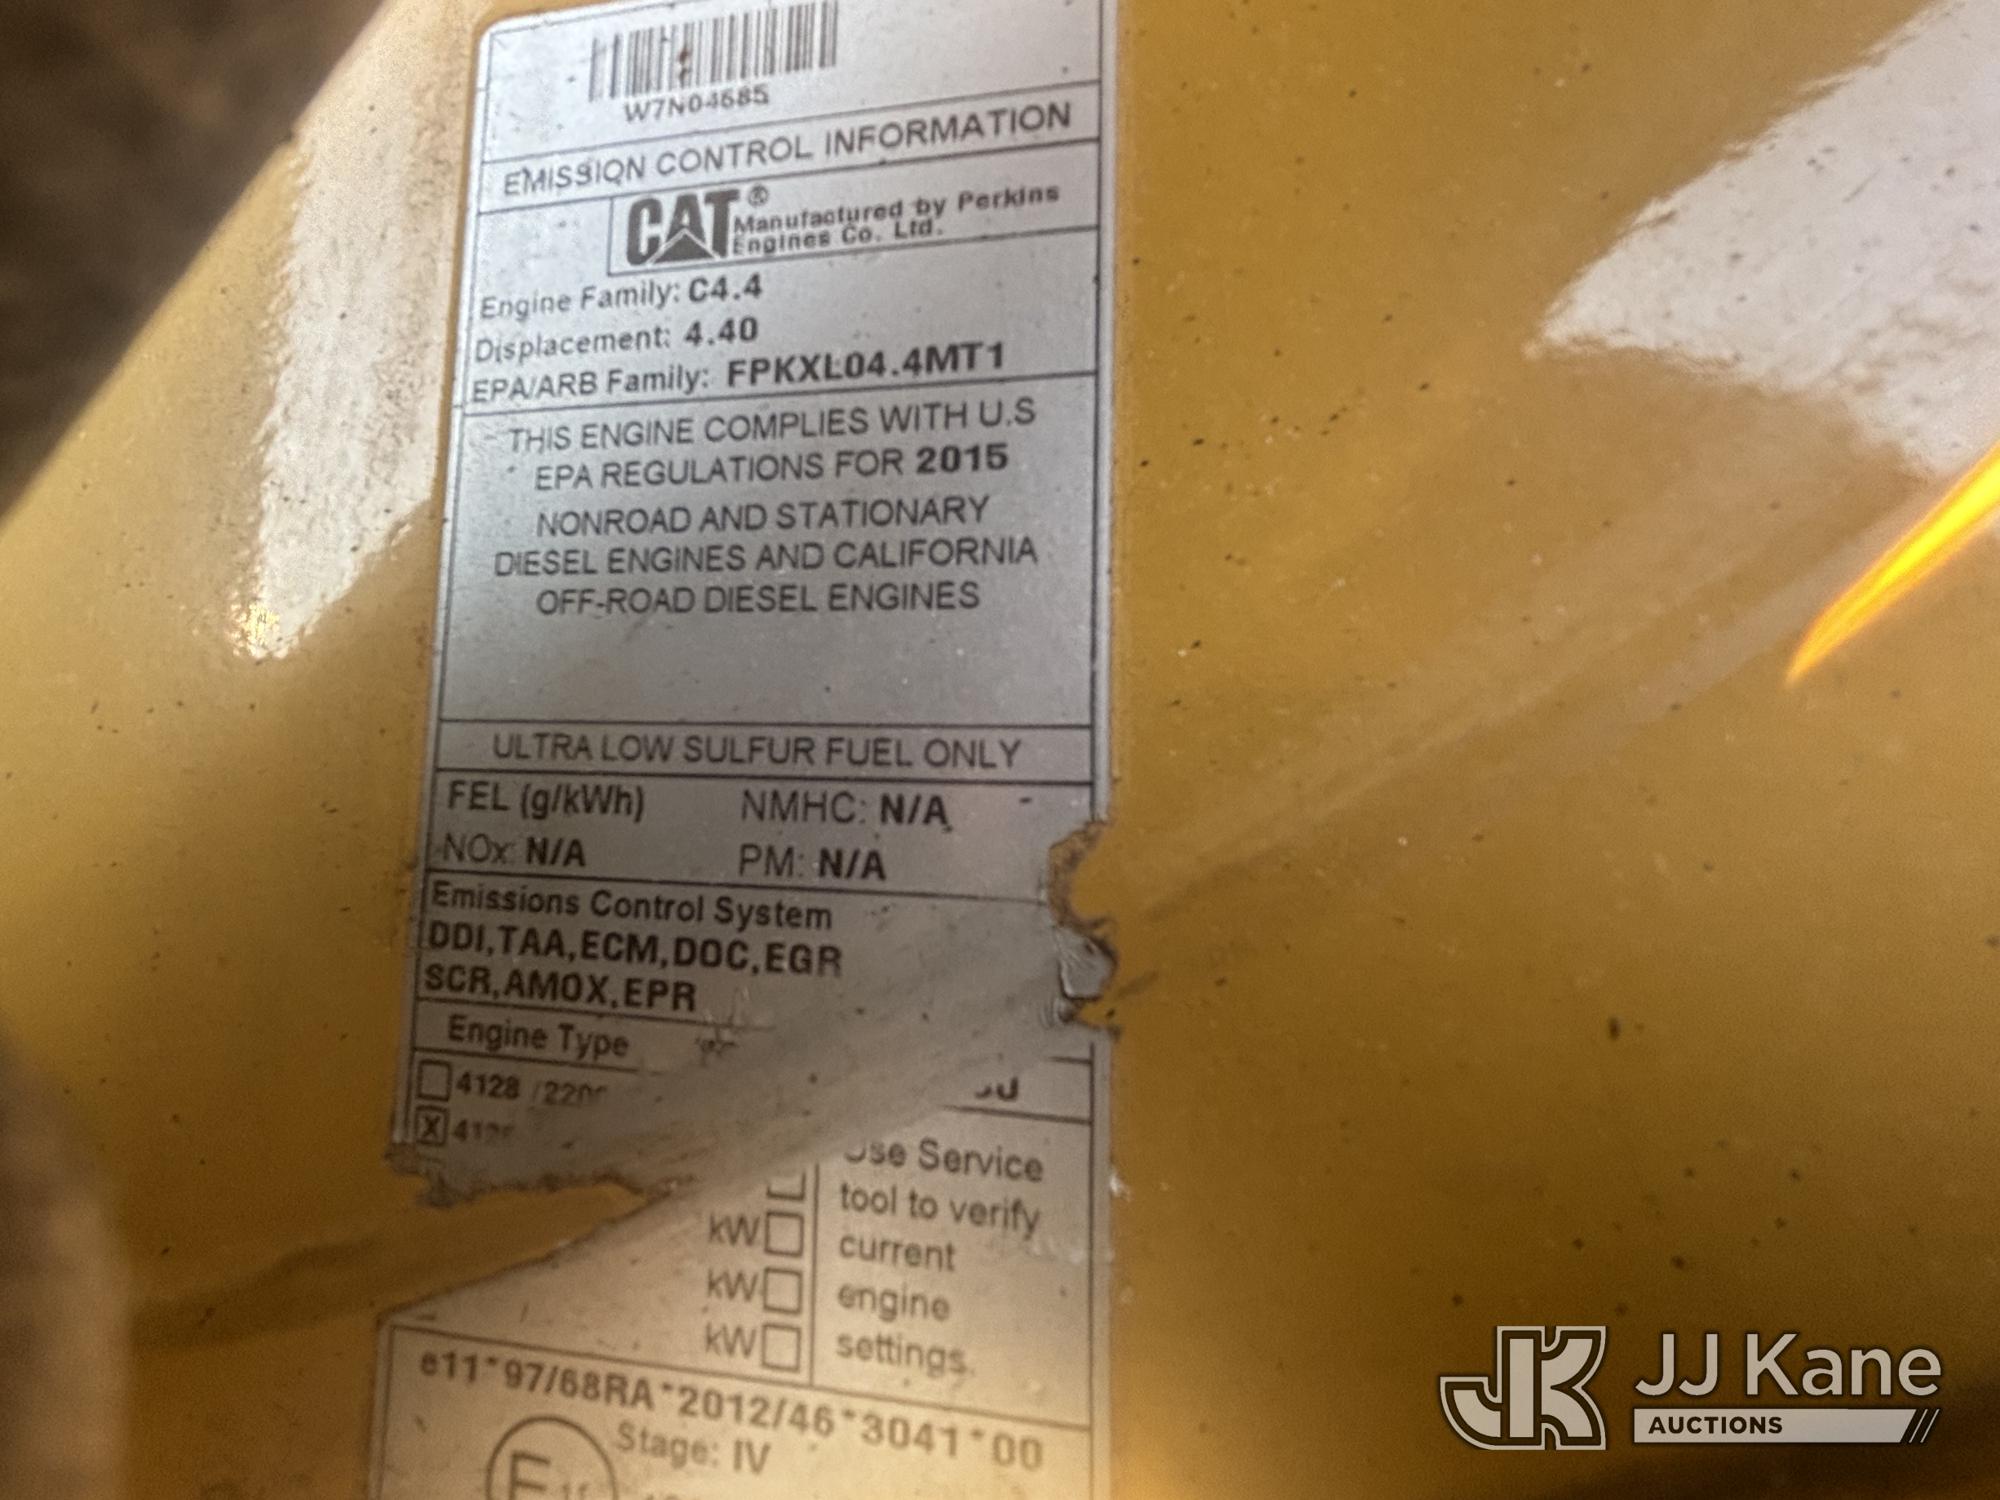 W7N04685
EMISSION CONTROL INFORMATION
CAT® Manufactured by Perkins
Engines Co. Ltd.
Engine Family: C4.4
Displacement: 4.40
EPA/ARB Family: FPKXL04.4MT1
THIS ENGINE COMPLIES WITH U.S
EPA REGULATIONS FOR 2015
NONROAD AND STATIONARY
DIESEL ENGINES AND CALIFORNIA
OFF-ROAD DIESEL ENGINES
ULTRA LOW SULFUR FUEL ONLY
FEL (g/kWh) NMHC: N/A
NOx: N/A PM: N/A
Emissions Control System
DDI,TAA,ECM,DOC,EGR
SCR,AMOX,EPR
Engine Type
4128
X
Use Service
tool to verify
kW current
kW engine
kW settings.
e11*97/68RA*2012/46*3041*00
Stage: IV
E
JK JJ Kane
AUCTIONS